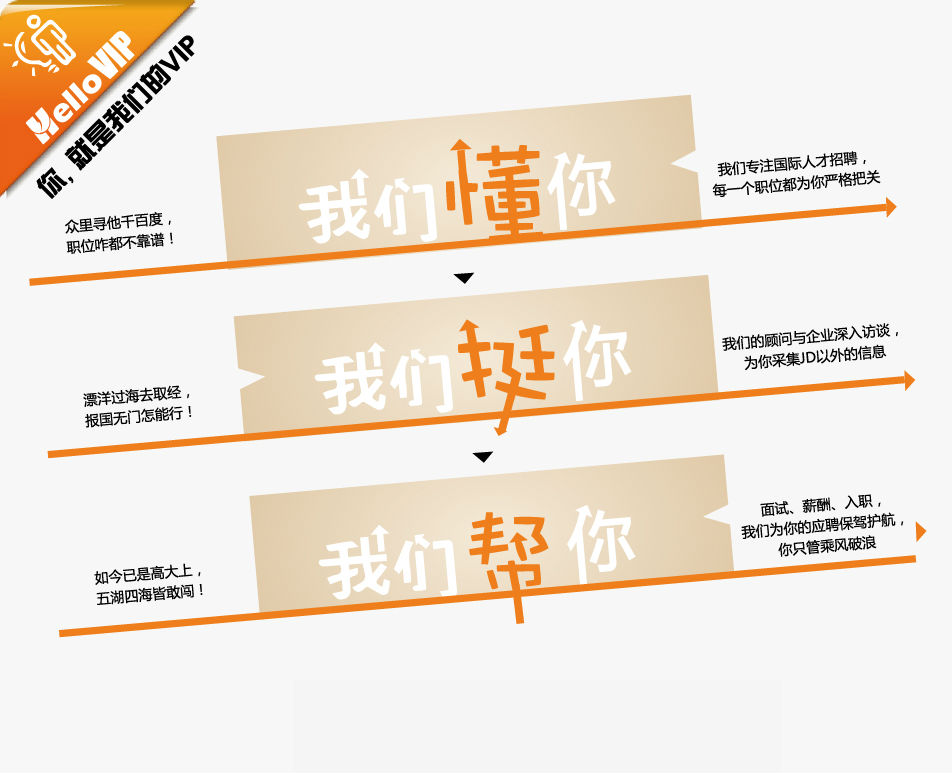 HelloVIP
你,就是我们的VIP
我们懂你
众里寻他千百度，
职位咋都不靠谱！
我们专注国际人才招聘，
每一个职位都为你严格把关
我们挺你
漂洋过海去取经，
报国无门怎能行！
我们的顾问与企业深入访谈，
为你采集JD以外的信息
我们帮你
如今已是高大上，
五湖四海皆敢闯！
面试、薪酬、入职，
我们为你的应聘保驾护航，
你只管乘风破浪